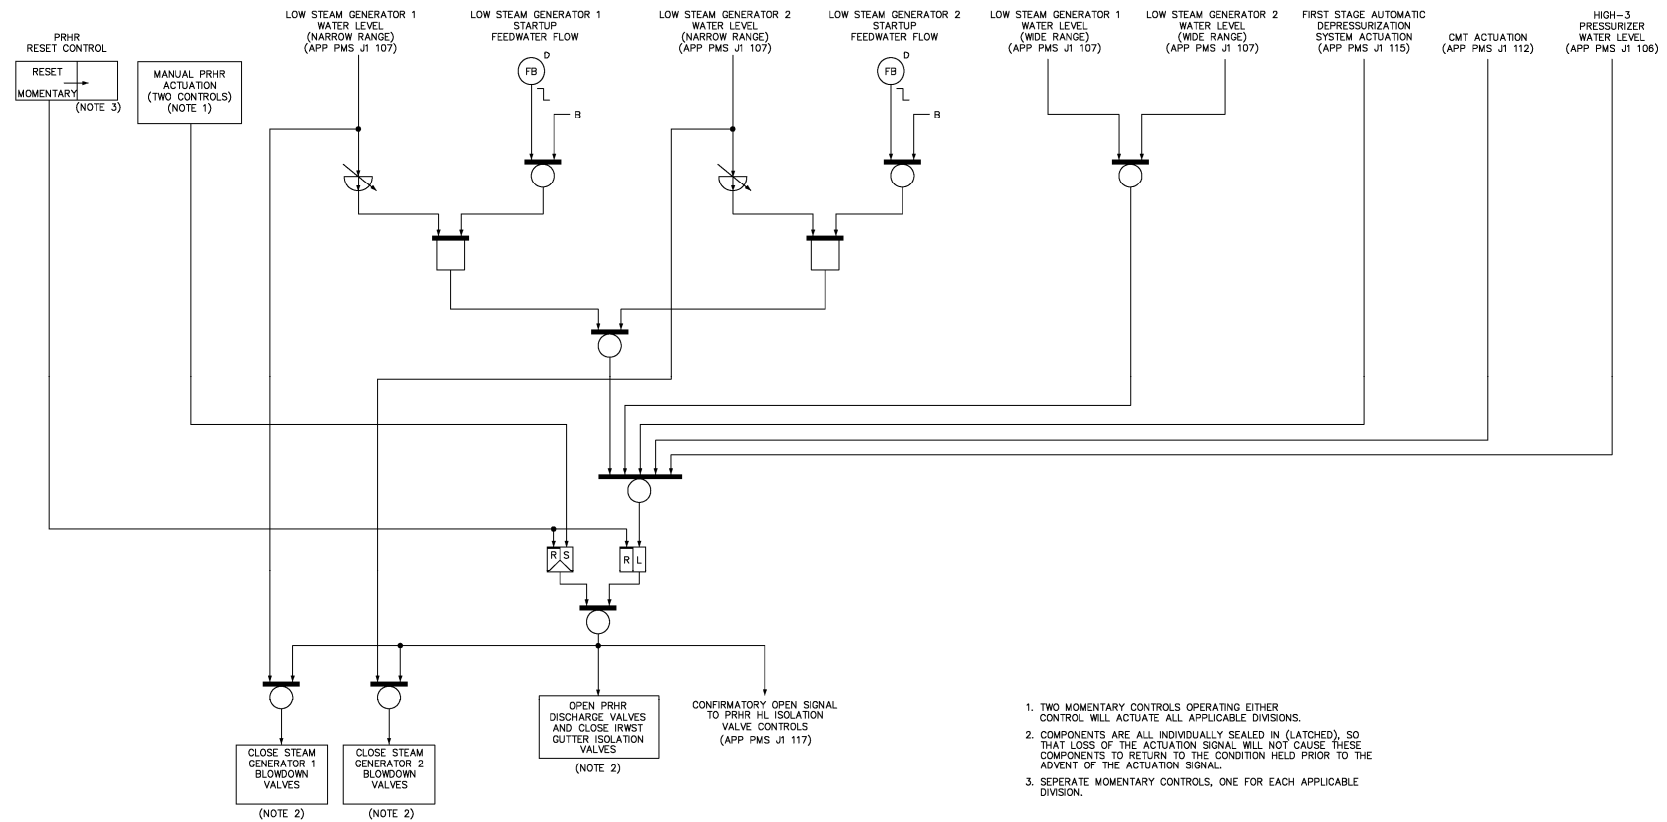 PRHR
RESET CONTROL
RESET
MOMENTARY
(NOTE 3)
MANUAL PRHR
ACTUATION
(TWO CONTROLS)
(NOTE 1)
LOW STEAM GENERATOR 1
WATER LEVEL
(NARROW RANGE)
(APP PMS J1 107)
LOW STEAM GENERATOR 1
STARTUP
FEEDWATER FLOW
FB
D
B
LOW STEAM GENERATOR 2
WATER LEVEL
(NARROW RANGE)
(APP PMS J1 107)
LOW STEAM GENERATOR 2
STARTUP
FEEDWATER FLOW
FB
D
B
LOW STEAM GENERATOR 1
WATER LEVEL
(WIDE RANGE)
(APP PMS J1 107)
LOW STEAM GENERATOR 2
WATER LEVEL
(WIDE RANGE)
(APP PMS J1 107)
FIRST STAGE AUTOMATIC
DEPRESSURIZATION
SYSTEM ACTUATION
(APP PMS J1 115)
CMT ACTUATION
(APP PMS J1 112)
HIGH-3
PRESSURIZER
WATER LEVEL
(APP PMS J1 106)
R S
R L
CLOSE STEAM
GENERATOR 1
BLOWDOWN
VALVES
(NOTE 2)
CLOSE STEAM
GENERATOR 2
BLOWDOWN
VALVES
(NOTE 2)
OPEN PRHR
DISCHARGE VALVES
AND CLOSE IRWST
GUTTER ISOLATION
VALVES
(NOTE 2)
CONFIRMATORY OPEN SIGNAL
TO PRHR HL ISOLATION
VALVE CONTROLS
(APP PMS J1 117)
1. TWO MOMENTARY CONTROLS OPERATING EITHER
CONTROL WILL ACTUATE ALL APPLICABLE DIVISIONS.
2. COMPONENTS ARE ALL INDIVIDUALLY SEALED IN (LATCHED), SO
THAT LOSS OF THE ACTUATION SIGNAL WILL NOT CAUSE THESE
COMPONENTS TO RETURN TO THE CONDITION HELD PRIOR TO THE
ADVENT OF THE ACTUATION SIGNAL.
3. SEPERATE MOMENTARY CONTROLS, ONE FOR EACH APPLICABLE
DIVISION.